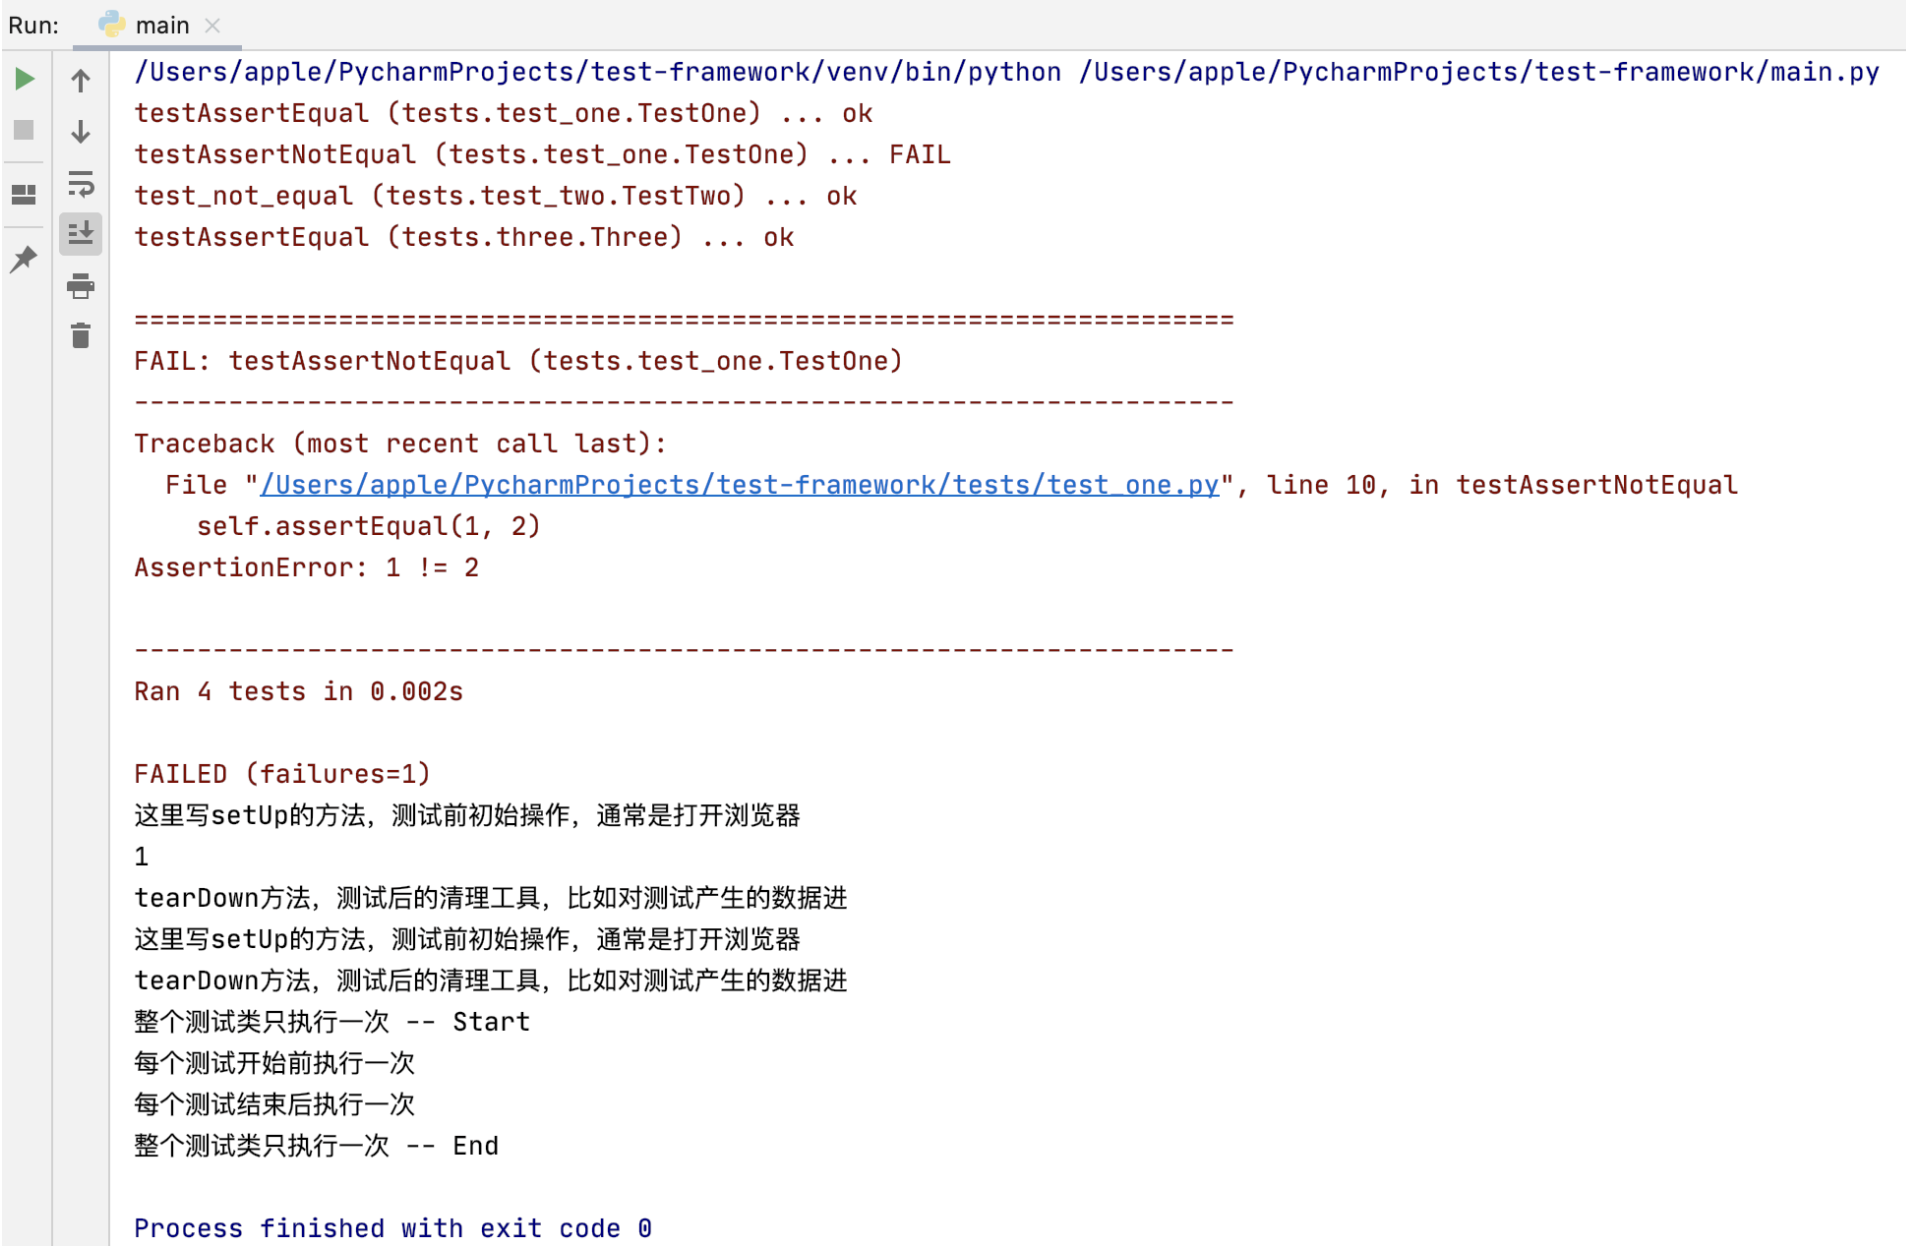 Run: main
/Users/apple/PycharmProjects/test-framework/venv/bin/python /Users/apple/PycharmProjects/test-framework/main.py
testAssertEqual (tests.test_one.TestOne) ... ok
testAssertNotEqual (tests.test_one.TestOne) ... FAIL
test_not_equal (tests.test_two.TestTwo) ... ok
testAssertEqual (tests.three.Three) ... ok
======================================================================
FAIL: testAssertNotEqual (tests.test_one.TestOne)
----------------------------------------------------------------------
Traceback (most recent call last):
  File "/Users/apple/PycharmProjects/test-framework/tests/test_one.py", line 10, in testAssertNotEqual
    self.assertEqual(1, 2)
AssertionError: 1 != 2
----------------------------------------------------------------------
Ran 4 tests in 0.002s
FAILED (failures=1)
这里写setUp的方法，测试前初始操作，通常是打开浏览器
1
tearDown方法，测试后的清理工具，比如对测试产生的数据进
这里写setUp的方法，测试前初始操作，通常是打开浏览器
tearDown方法，测试后的清理工具，比如对测试产生的数据进
整个测试类只执行一次 -- Start
每个测试开始前执行一次
每个测试结束后执行一次
整个测试类只执行一次 -- End
Process finished with exit code 0